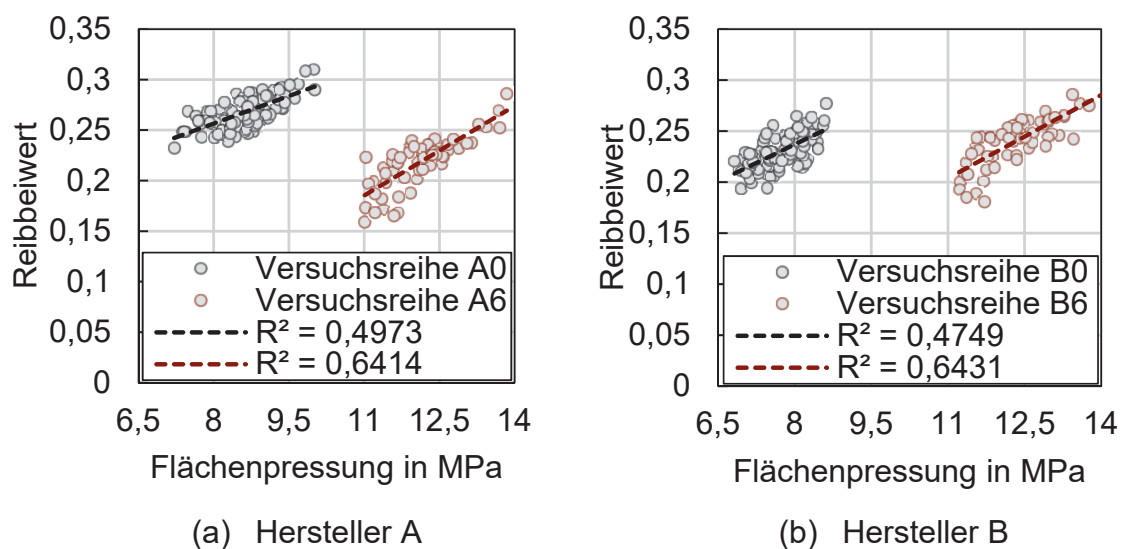 0,35
0,3
0,25
0,2
0,15
0,1
0,05
0
Reibbeiwert
Versuchsreihe A0
Versuchsreihe A6
R² = 0,4973
R² = 0,6414
6,5 8 9,5 11 12,5 14
Flächenpressung in MPa
(a) Hersteller A
0,35
0,3
0,25
0,2
0,15
0,1
0,05
0
Reibbeiwert
Versuchsreihe B0
Versuchsreihe B6
R² = 0,4749
R² = 0,6431
6,5 8 9,5 11 12,5 14
Flächenpressung in MPa
(b) Hersteller B